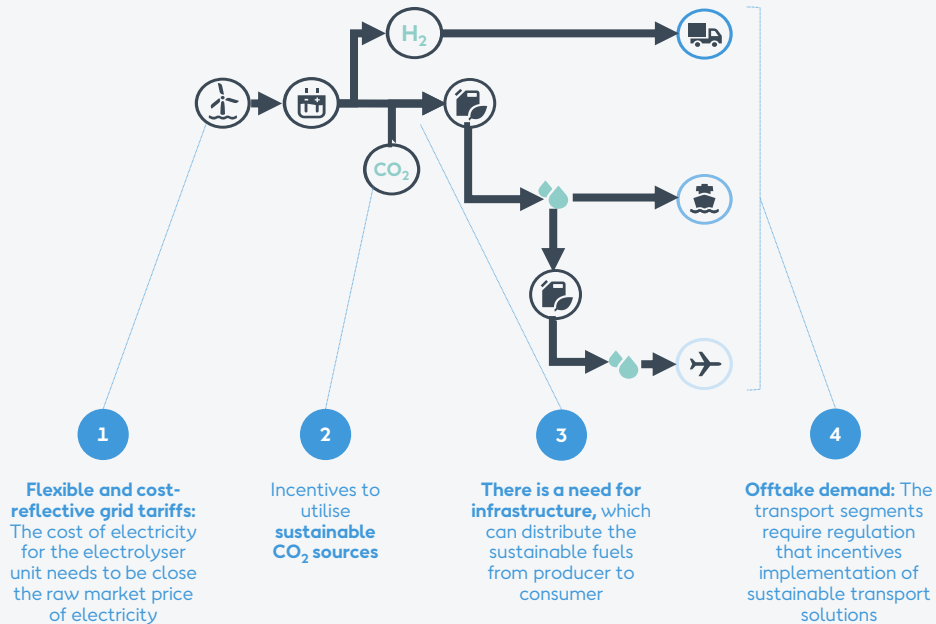 H2
CO2
1
2
3
4
Flexible and cost-
reflective grid tariffs:
The cost of electricity
for the electrolyser
unit needs to be close
the raw market price
of electricity
Incentives to
utilise
sustainable
CO2 sources
There is a need for
infrastructure, which
can distribute the
sustainable fuels
from producer to
consumer
Offtake demand: The
transport segments
require regulation
that incentives
implementation of
sustainable transport
solutions